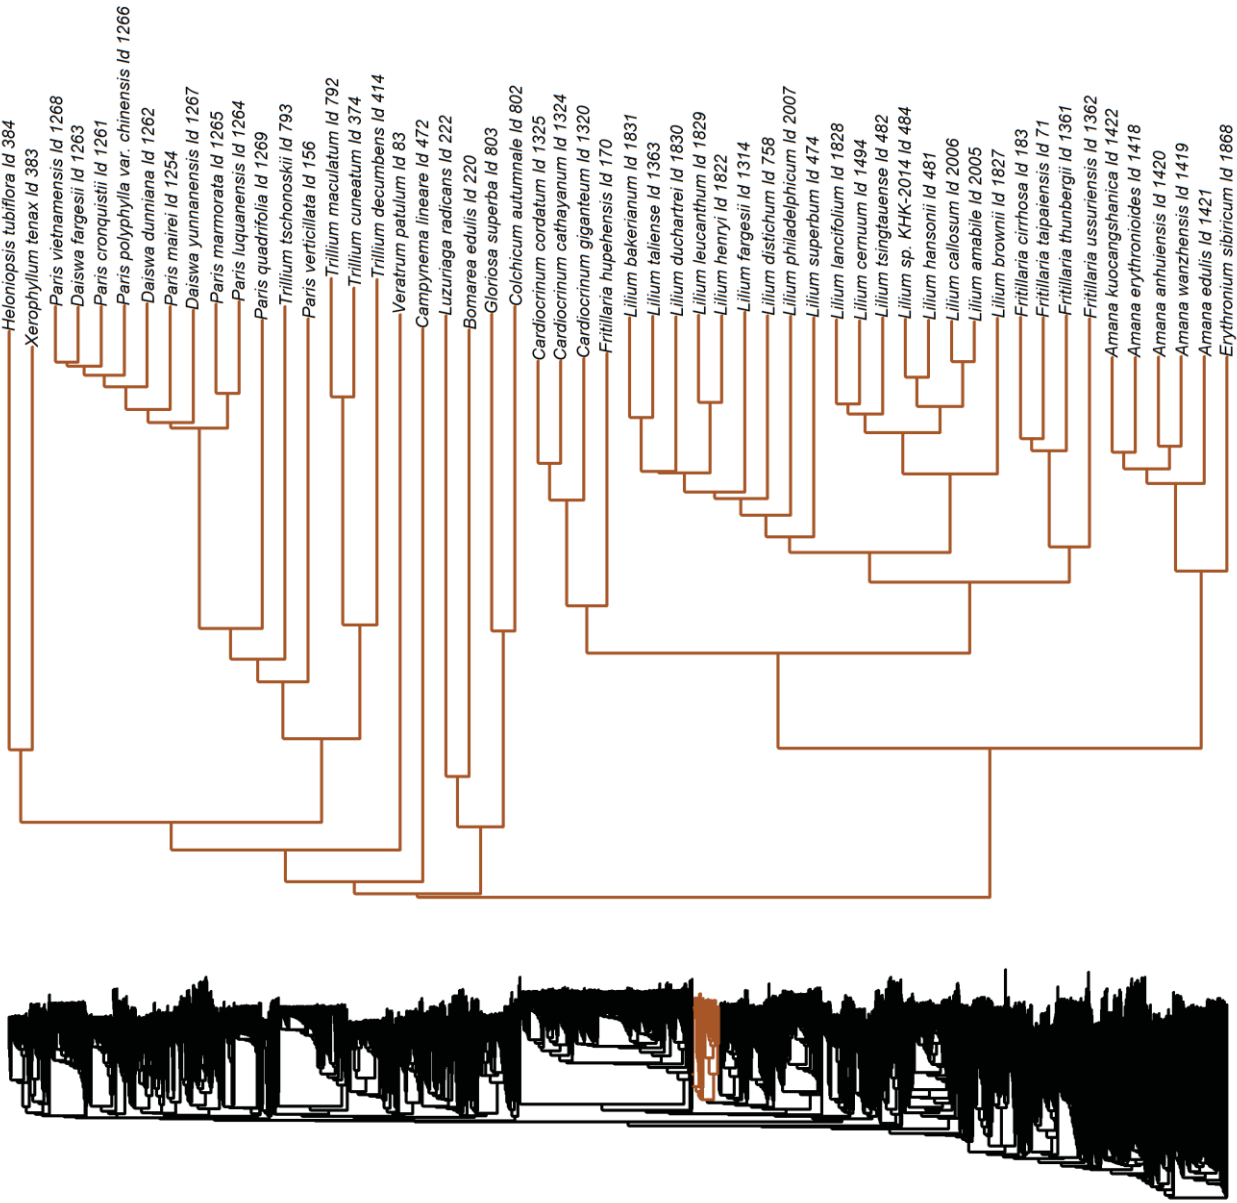 Heloniopsis tubiflora Id 384
Xerophyllum tenax Id 383
Paris vietnamensis Id 1268
Daiswa fargesii Id 1263
Paris cronquistii Id 1261
Paris polyphylla var. chinensis Id 1266
Daiswa dunniana Id 1262
Paris mairei Id 1254
Daiswa yunnanensis Id 1267
Paris marmorata Id 1265
Paris luquanensis Id 1264
Paris quadrifolia Id 1269
Trillium tschonoskii Id 793
Paris verticillata Id 156
Trillium maculatum Id 792
Trillium cuneatum Id 374
Trillium decumbens Id 414
Veratrum patulum Id 83
Campynema lineare Id 472
Luzuriaga radicans Id 222
Bomarea edulis Id 220
Gloriosa superba Id 803
Colchicum autumnale Id 802
Cardiocrinum cordatum Id 1325
Cardiocrinum cathayanum Id 1324
Cardiocrinum giganteum Id 1320
Fritillaria hupehensis Id 170
Lilium bakerianum Id 1831
Lilium taliense Id 1363
Lilium duchartrei Id 1830
Lilium leucanthum Id 1829
Lilium henryi Id 1822
Lilium fargesii Id 1314
Lilium distichum Id 758
Lilium philadelphicum Id 2007
Lilium superbum Id 474
Lilium lancifolium Id 1828
Lilium cernuum Id 494
Lilium tsingtauense Id 482
Lilium sp. KHK-2014 Id 484
Lilium hansonii Id 481
Lilium callosum Id 2006
Lilium amabile Id 2005
Lilium brownii Id 1827
Fritillaria cirrhosa Id 183
Fritillaria taipaiensis Id 71
Fritillaria thunbergii Id 1361
Fritillaria ussuriensis Id 1362
Amana kuocangshanica Id 1422
Amana erythronioides Id 1418
Amana anhuiensis Id 1420
Amana wanzhensis Id 1419
Amana edulis Id 1421
Erythronium sibiricum Id 1868